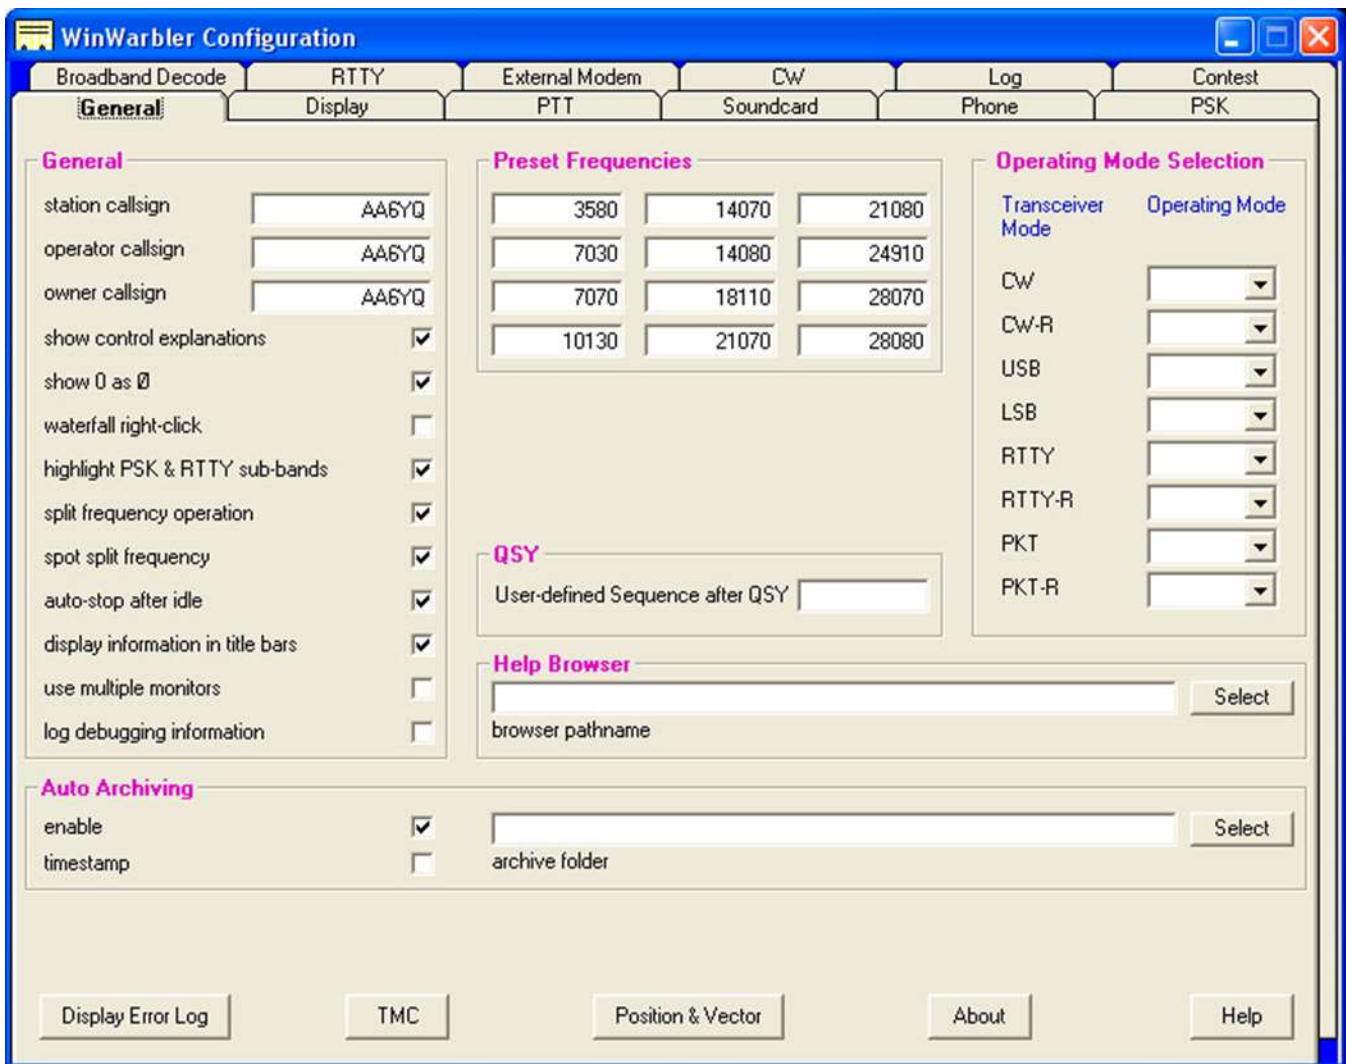 WinWarbler Configuration
Broadband Decode RTTY External Modem CW Log Contest
General Display PTT Soundcard Phone PSK
General
station callsign AA6YQ
operator callsign AA6YQ
owner callsign AA6YQ
show control explanations
show 0 as Ø
waterfall right-click
highlight PSK & RTTY sub-bands
split frequency operation
spot split frequency
auto-stop after idle
display information in title bars
use multiple monitors
log debugging information
Preset Frequencies
3580 14070 21080
7030 14080 24910
7070 18110 28070
10130 21070 28080
QSY
User-defined Sequence after QSY
Help Browser
Select
browser pathname
Operating Mode Selection
Transceiver Operating Mode
Mode
CW
CW-R
USB
LSB
RTTY
RTTY-R
PKT
PKT-R
Auto Archiving
enable Select
timestamp archive folder
Display Error Log TMC Position & Vector About Help